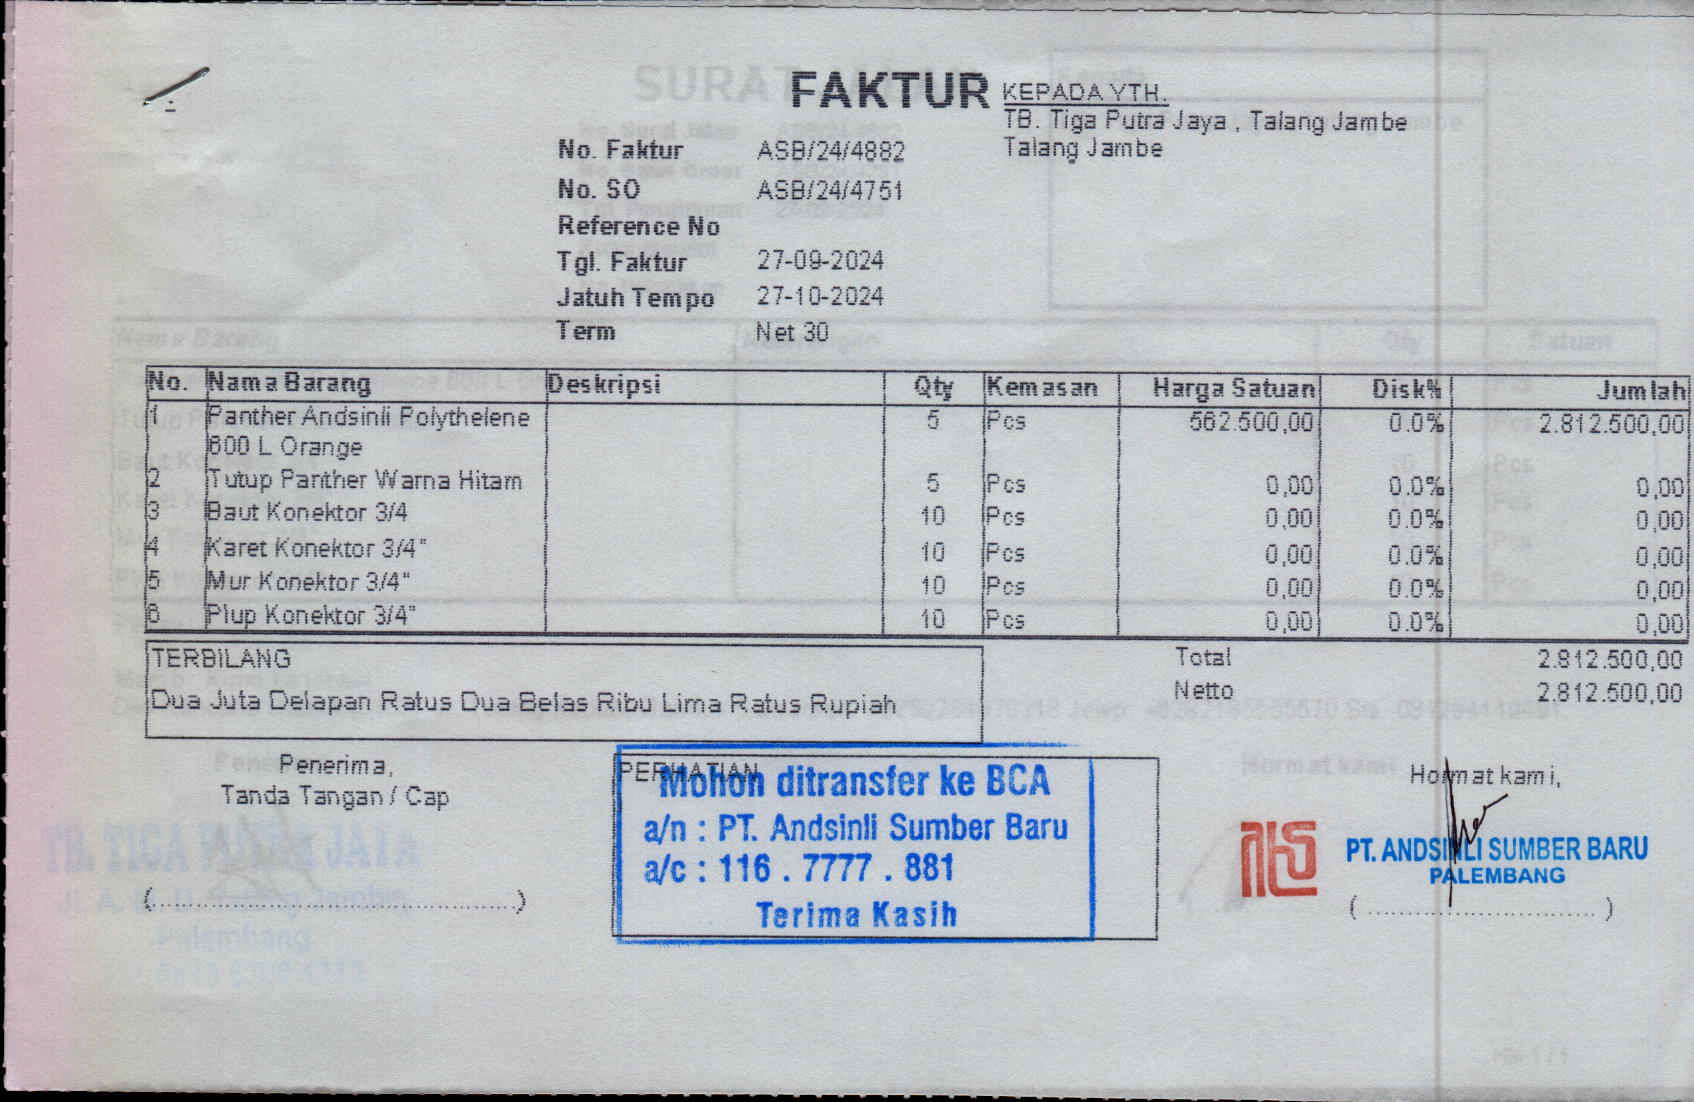 FAKTUR
KEPADA YTH.
TB. Tiga Putra Jaya , Talang Jambe
Talang Jambe
No. Faktur ASB/24/4882
No. SO ASB/24/4751
Reference No
Tgl. Faktur 27-09-2024
Jatuh Tempo 27-10-2024
Term Net 30
No. Nama Barang Deskripsi Qty Kemasan Harga Satuan Disk% Jumlah
1 Panther Andsinli Polythelene 5 Pcs 562.500,00 0.0% 2.812.500,00
600 L Orange
2 Tutup Panther Warna Hitam 5 Pcs 0,00 0.0% 0,00
3 Baut Konektor 3/4 10 Pcs 0,00 0.0% 0,00
4 Karet Konektor 3/4" 10 Pcs 0,00 0.0% 0,00
5 Mur Konektor 3/4" 10 Pcs 0,00 0.0% 0,00
6 Plup Konektor 3/4" 10 Pcs 0,00 0.0% 0,00
TERBILANG
Dua Juta Delapan Ratus Dua Belas Ribu Lima Ratus Rupiah
Total 2.812.500,00
Netto 2.812.500,00
Penerima,
Tanda Tangan / Cap
(..............................)
PERHATIAN
Mohon ditransfer ke BCA
a/n : PT. Andsinli Sumber Baru
a/c : 116 . 7777 . 881
Terima Kasih
Hormat kami,
PT. ANDSINLI SUMBER BARU
PALEMBANG
(..............................)
TB. TIGA PUTRA JAYA
Jl. A. M. D. Talang Jambe
Palembang